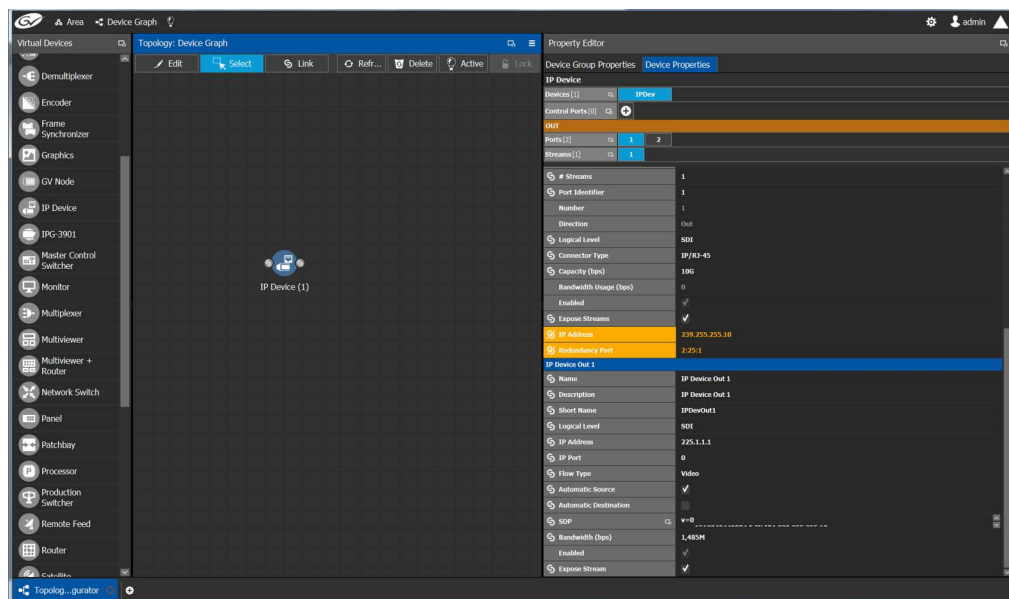 GV Area Device Graph admin
Virtual Devices
Demultiplexer
Encoder
Frame
Synchronizer
Graphics
GV Node
IP Device
IPG-3901
Master Control
Switcher
Monitor
Multiplexer
Multiviewer
Multiviewer +
Router
Network Switch
Panel
Patchbay
Processor
Production
Switcher
Remote Feed
Router
Satellite
Topology: Device Graph
Edit Select Link Refr... Delete Active Lock
IP Device (1)
Property Editor
Device Group Properties Device Properties
IP Device
Devices[1] IPDev
Control Ports[0]
OUT
Ports[2] 1 2
Streams[1] 1
# Streams 1
Port Identifier 1
Number 1
Direction Out
Logical Level SDI
Connector Type IP/RJ-45
Capacity (bps) 10G
Bandwidth Usage (bps) 0
Enabled
Expose Streams
IP Address 239.255.255.10
Redundancy Port 2:25:1
IP Device Out 1
Name IP Device Out 1
Description IP Device Out 1
Short Name IPDevOut1
Logical Level SDI
IP Address 225.1.1.1
IP Port 0
Flow Type Video
Automatic Source
Automatic Destination
SDP v=0
Bandwidth (bps) 1,485M
Enabled
Expose Stream
Topolog...gurator